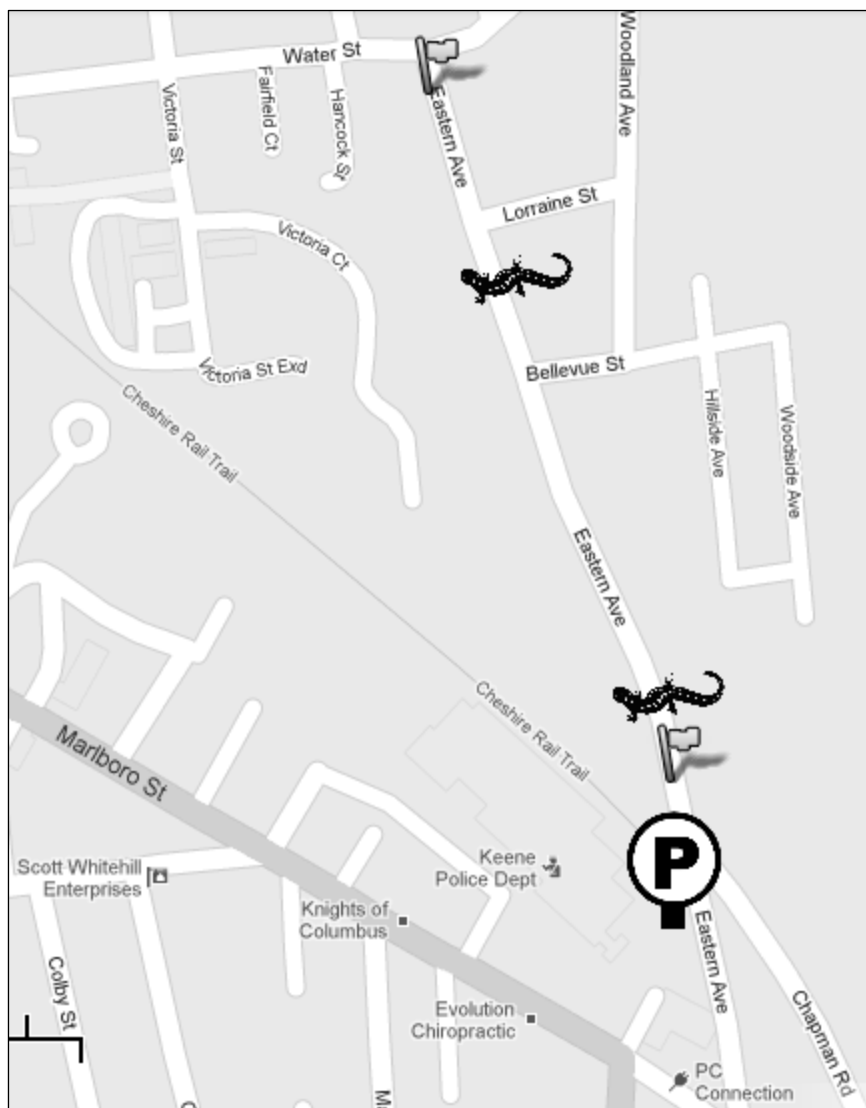 Water St
Woodland Ave
Fairfield Ct
Hancock St
Victoria St
Eastern Ave
Lorraine St
Victoria Ct
Bellevue St
Victoria St Exd
Cheshire Rail Trail
Hillside Ave
Woodside Ave
Eastern Ave
Cheshire Rail Trail
Marlboro St
Scott Whitehill
Enterprises
Keene
Police Dept
P
Knights of
Columbus
Eastern Ave
Colby St
Evolution
Chiropractic
Chapman Rd
PC
Connection